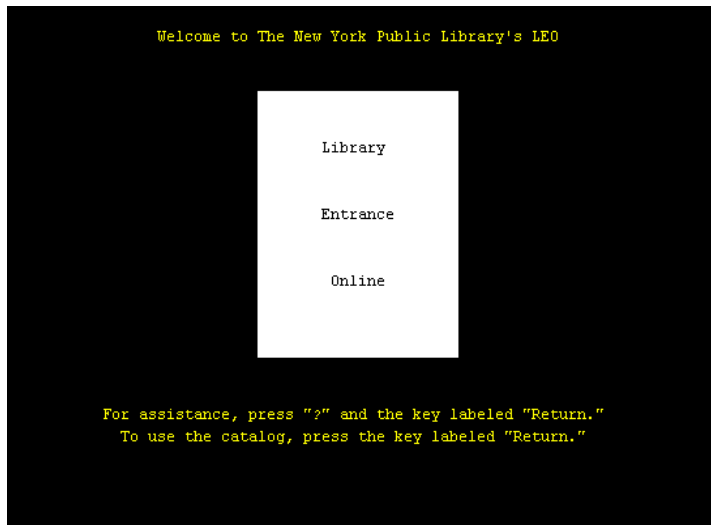 Welcome to The New York Public Library's LEO
Library
Entrance
Online
For assistance, press "?" and the key labeled "Return."
To use the catalog, press the key labeled "Return."